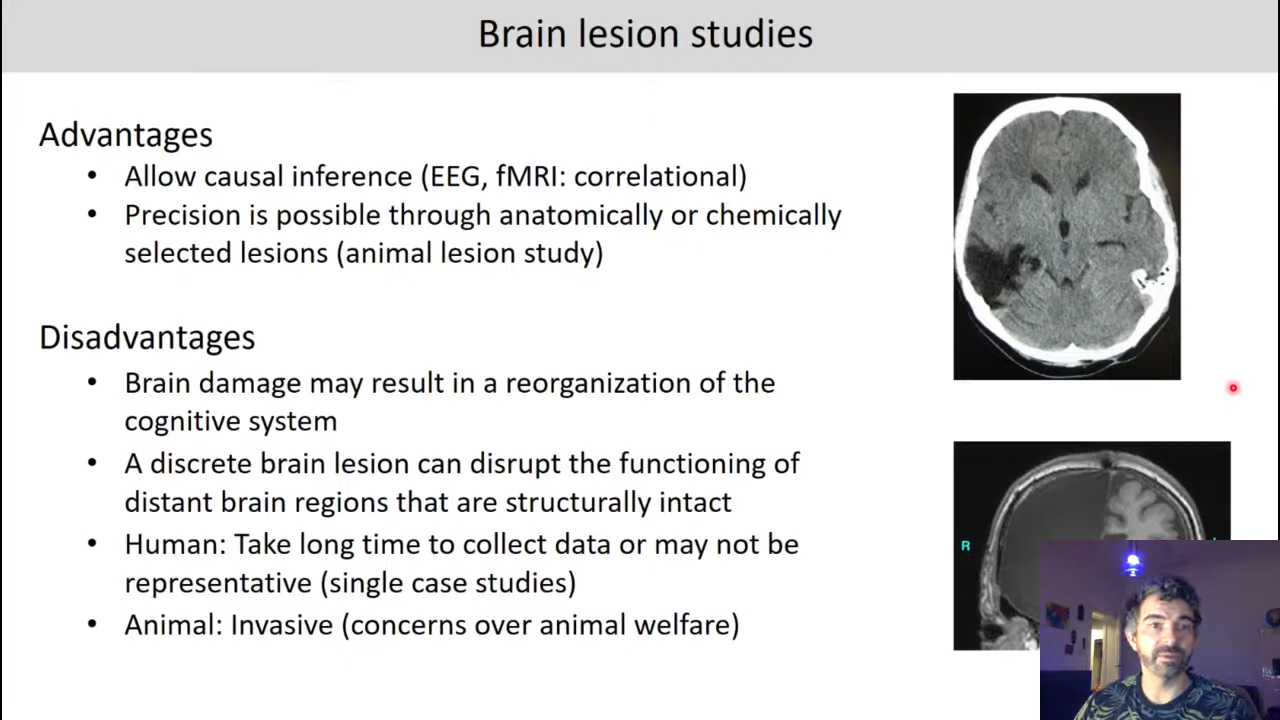 Brain lesion studies
Advantages
• Allow causal inference (EEG, fMRI: correlational)
• Precision is possible through anatomically or chemically
selected lesions (animal lesion study)
Disadvantages
• Brain damage may result in a reorganization of the
cognitive system
• A discrete brain lesion can disrupt the functioning of
distant brain regions that are structurally intact
• Human: Take long time to collect data or may not be
representative (single case studies)
• Animal: Invasive (concerns over animal welfare)
R